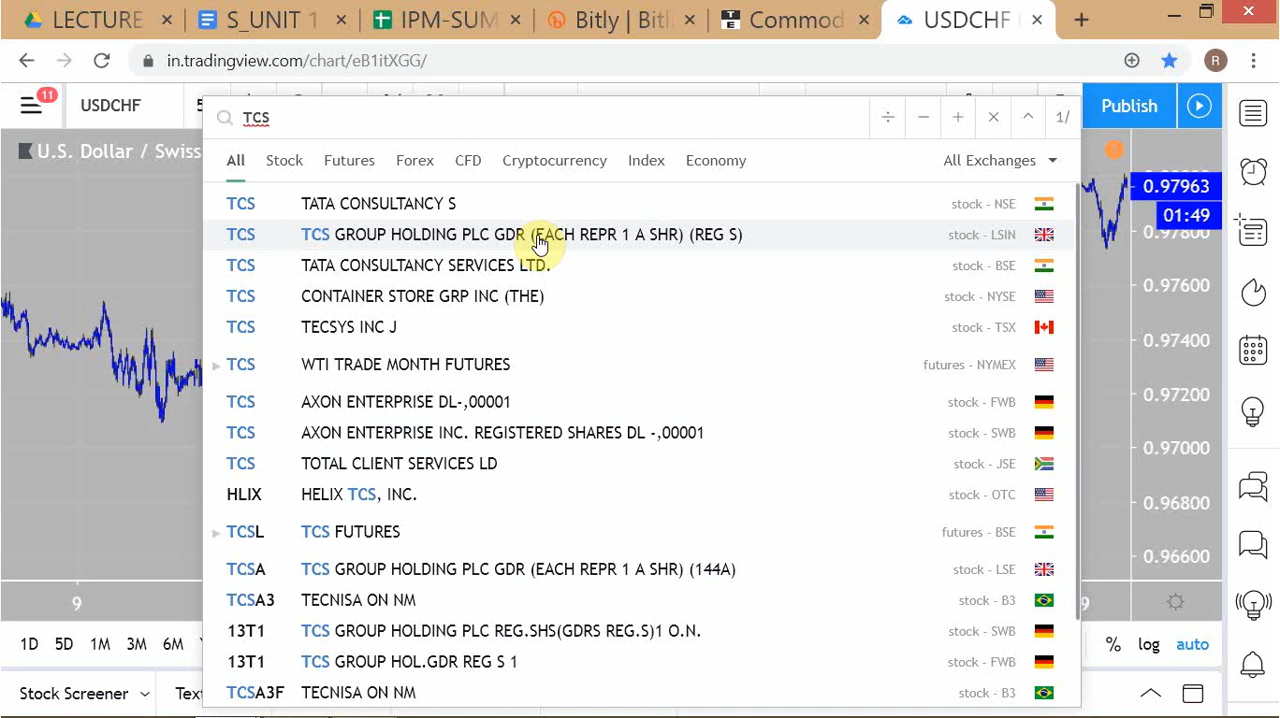 LECTURE
S_UNIT 1
IPM-SUM
Bitly | Bitl
Commod
USDCHF
in.tradingview.com/chart/eB1itXGG/
R
11
USDCHF
TCS
1/
Publish
U.S. Dollar / Swiss
All Stock Futures Forex CFD Cryptocurrency Index Economy All Exchanges
TCS TATA CONSULTANCY S stock - NSE
TCS TCS GROUP HOLDING PLC GDR (EACH REPR 1 A SHR) (REG S) stock - LSIN
TCS TATA CONSULTANCY SERVICES LTD. stock - BSE
TCS CONTAINER STORE GRP INC (THE) stock - NYSE
TCS TECSYS INC J stock - TSX
TCS WTI TRADE MONTH FUTURES futures - NYMEX
TCS AXON ENTERPRISE DL-,00001 stock - FWB
TCS AXON ENTERPRISE INC. REGISTERED SHARES DL -,00001 stock - SWB
TCS TOTAL CLIENT SERVICES LD stock - JSE
HLIX HELIX TCS, INC. stock - OTC
TCSL TCS FUTURES futures - BSE
TCSA TCS GROUP HOLDING PLC GDR (EACH REPR 1 A SHR) (144A) stock - LSE
TCSA3 TECNISA ON NM stock - B3
13T1 TCS GROUP HOLDING PLC REG.SHS(GDRS REG.S)1 O.N. stock - SWB
13T1 TCS GROUP HOL.GDR REG S 1 stock - FWB
TCSA3F TECNISA ON NM stock - B3
0.97963
01:49
0.97800
0.97600
0.97400
0.97200
0.97000
0.96800
0.96600
9
9
1D 5D 1M 3M 6M
% log auto
Stock Screener
Text